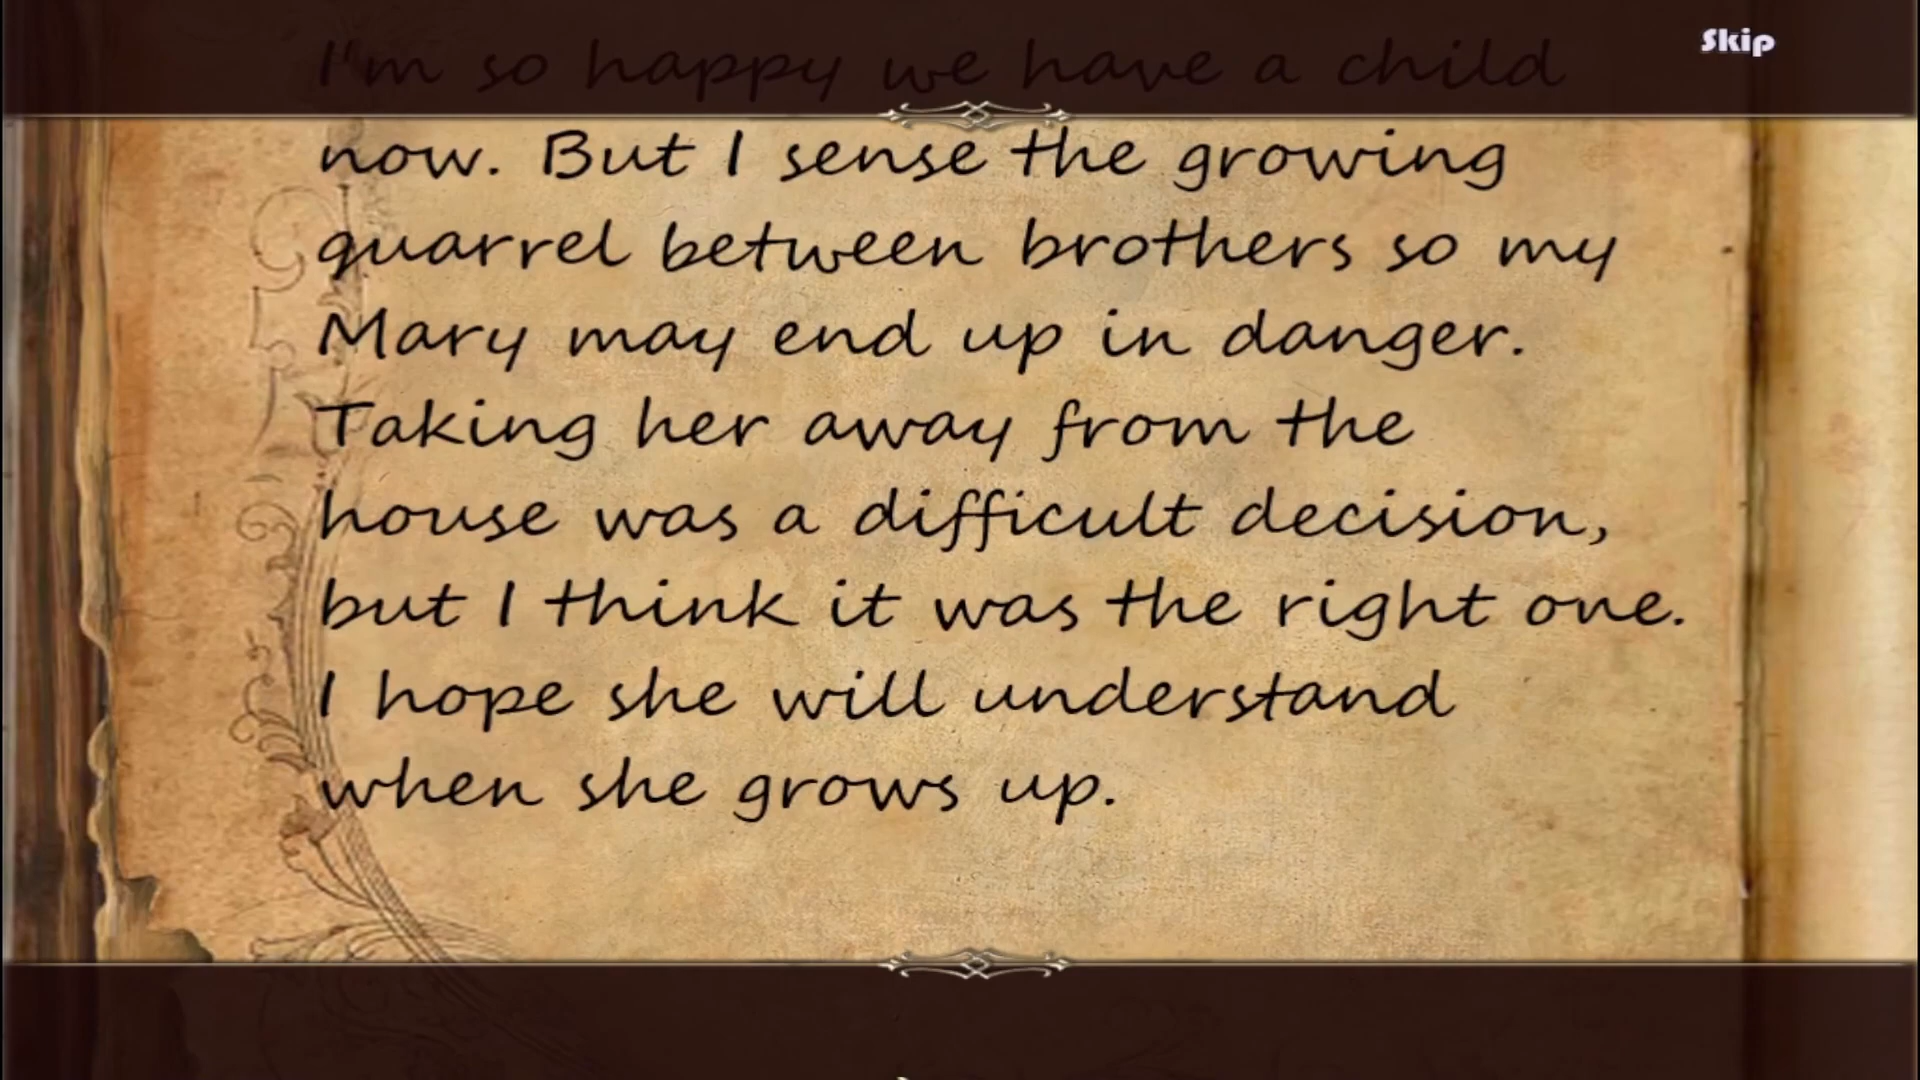 Skip
I'm so happy we have a child
now. But I sense the growing
quarrel between brothers so my
Mary may end up in danger.
Taking her away from the
house was a difficult decision,
but I think it was the right one.
I hope she will understand
when she grows up.